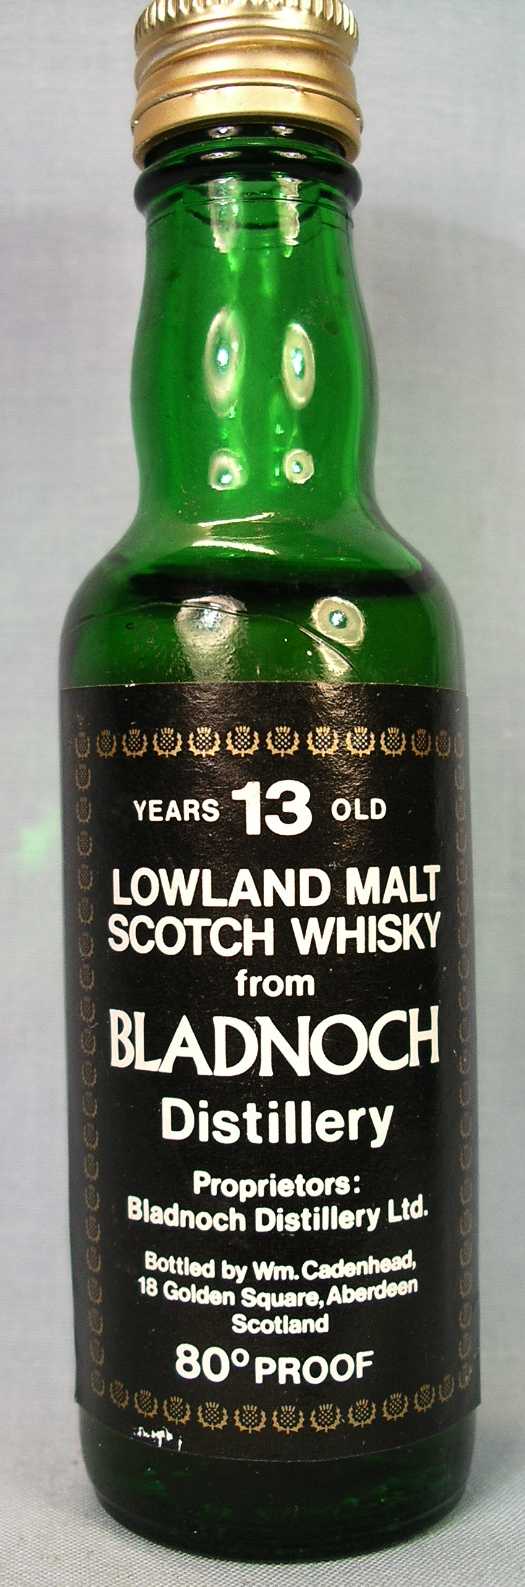 YEARS 13 OLD
LOWLAND MALT
SCOTCH WHISKY
from
BLADNOCH
Distillery
Proprietors:
Bladnoch Distillery Ltd.
Bottled by Wm. Cadenhead,
18 Golden Square, Aberdeen
Scotland
80º PROOF